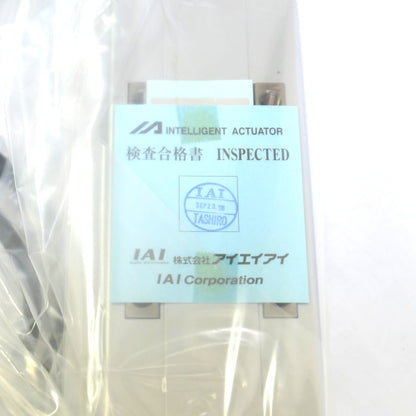 INTELLIGENT ACTUATOR
検査合格書 INSPECTED
IAI
TASHIRO
IAI 株式会社アイエイアイ
IAI Corporation